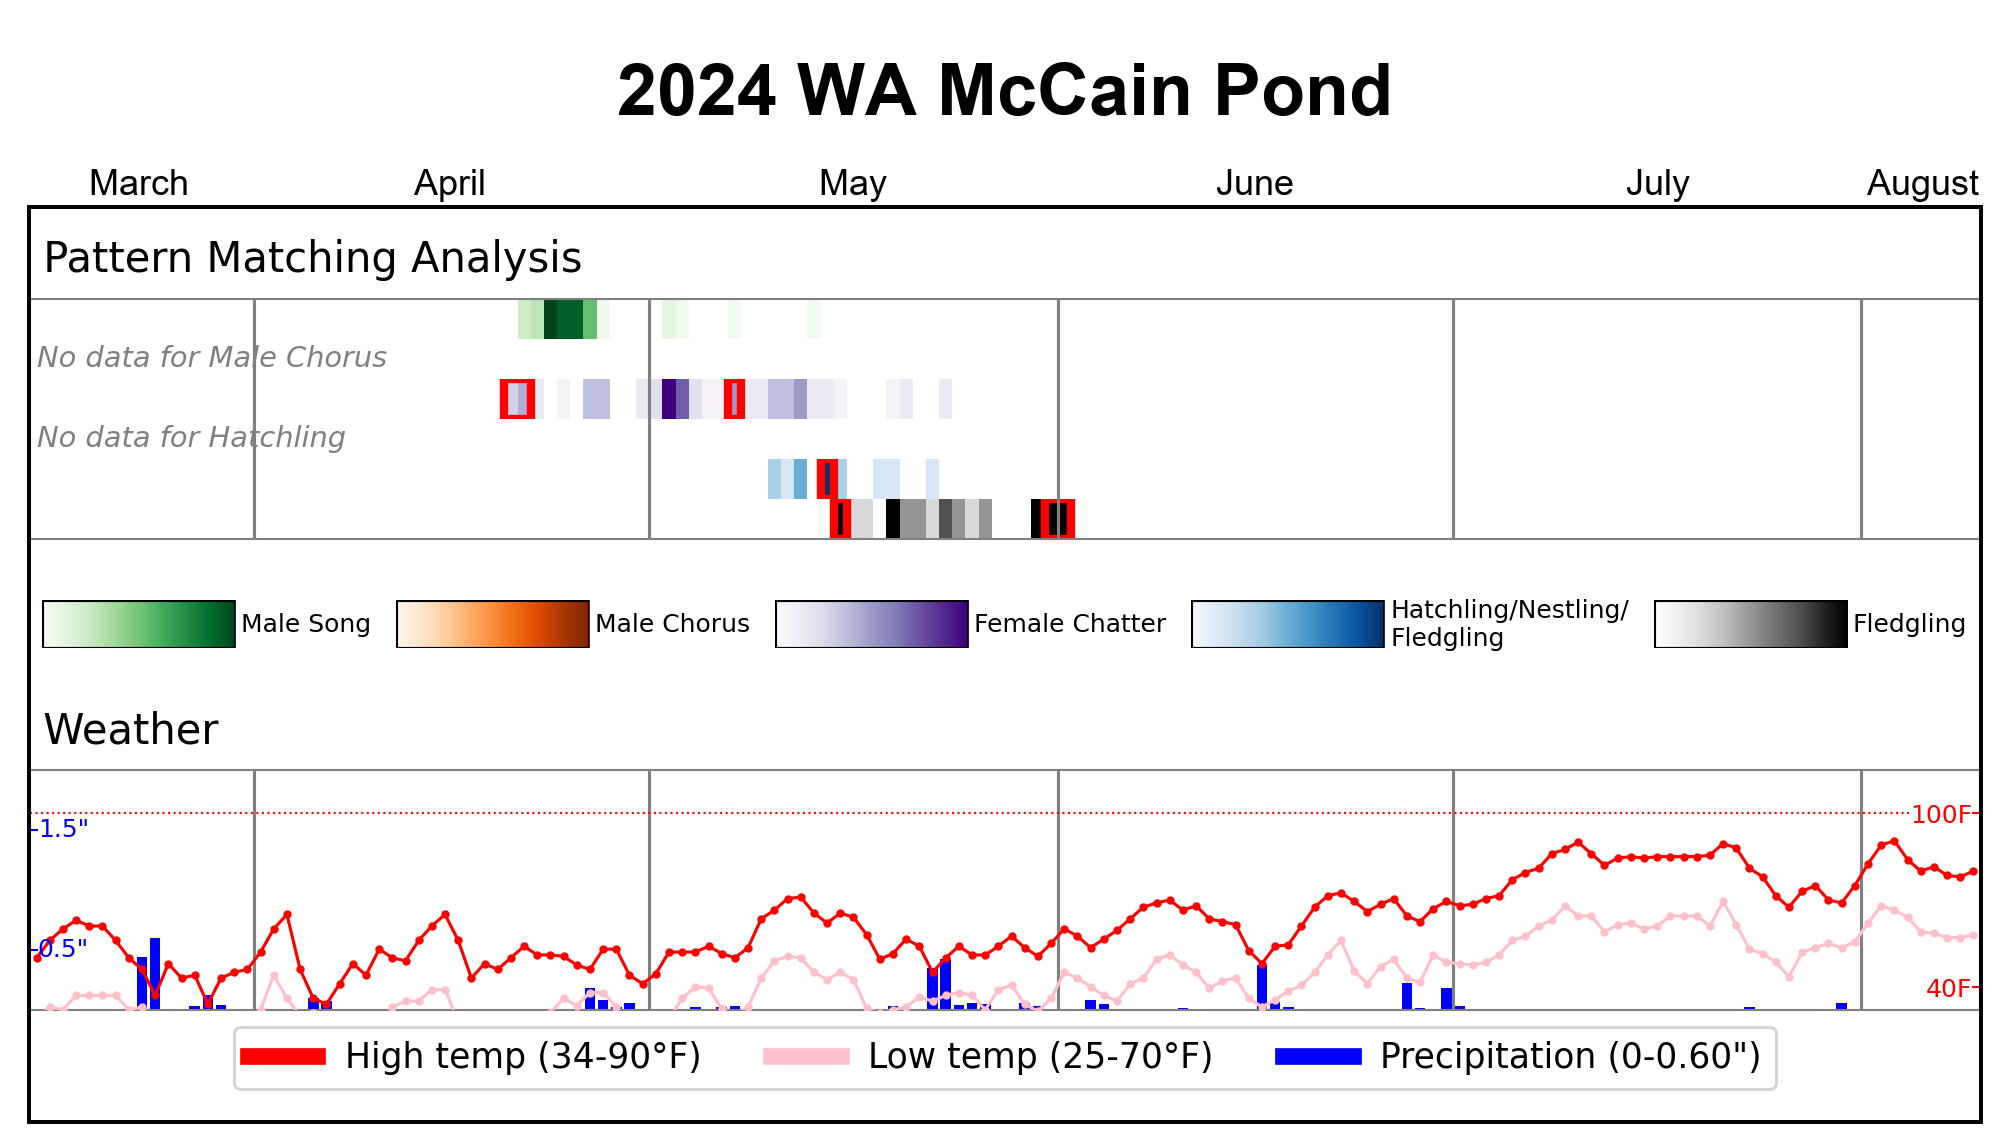 2024 WA McCain Pond
March April May June July August
Pattern Matching Analysis
No data for Male Chorus
No data for Hatchling
Male Song
Male Chorus
Female Chatter
Hatchling/Nestling/
Fledgling
Fledgling
Weather
1.5"
100F
0.5"
40F
High temp (34-90°F)
Low temp (25-70°F)
Precipitation (0-0.60")